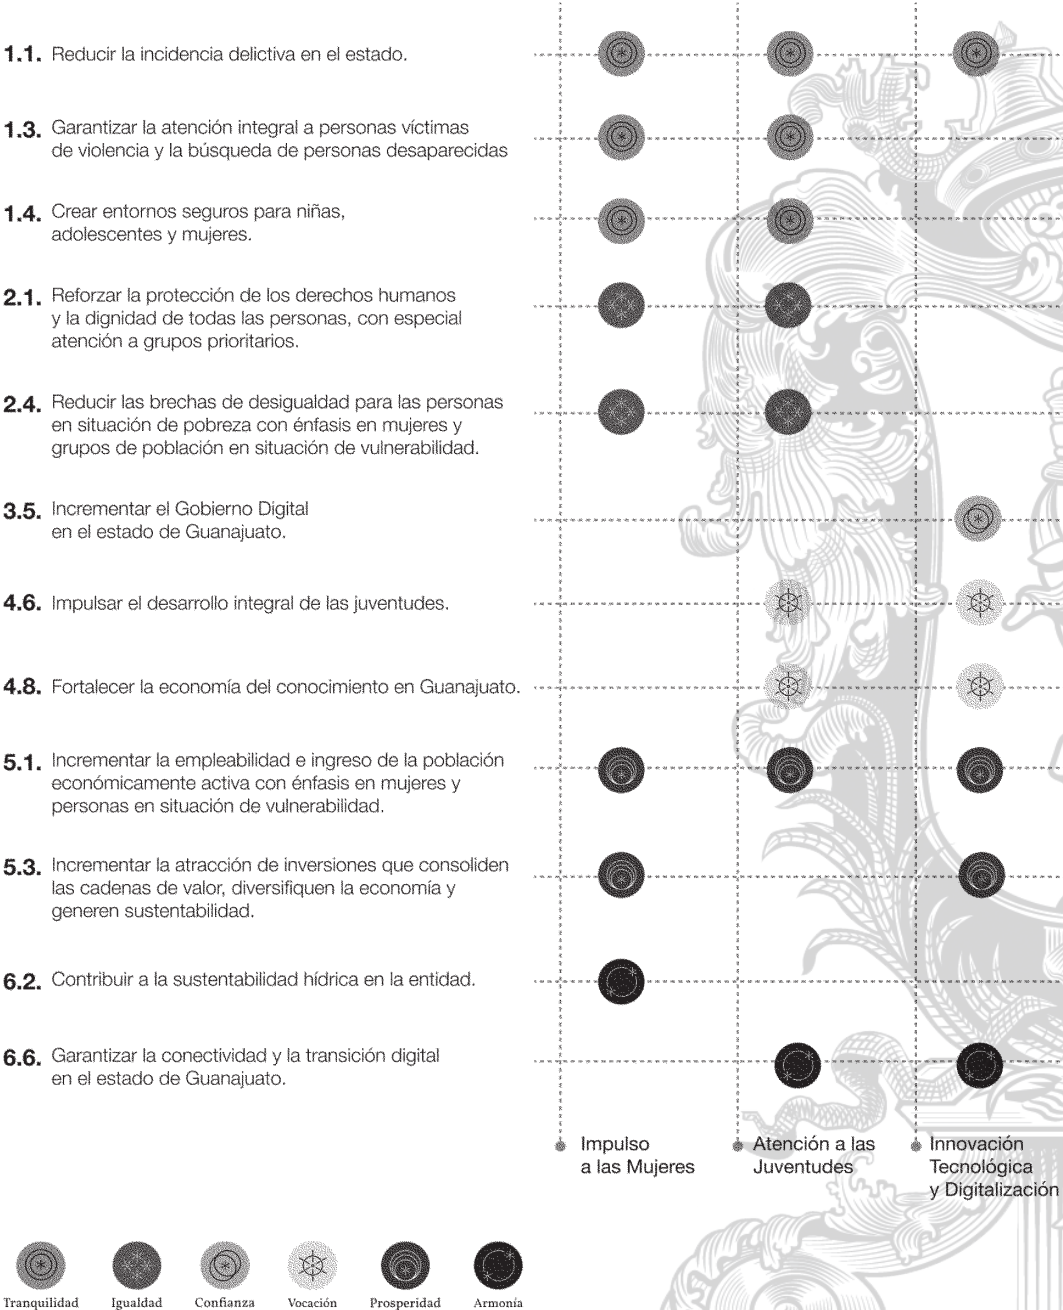 1.1. Reducir la incidencia delictiva en el estado.
1.3. Garantizar la atención integral a personas víctimas
de violencia y la búsqueda de personas desaparecidas
1.4. Crear entornos seguros para niñas,
adolescentes y mujeres.
2.1. Reforzar la protección de los derechos humanos
y la dignidad de todas las personas, con especial
atención a grupos prioritarios.
2.4. Reducir las brechas de desigualdad para las personas
en situación de pobreza con énfasis en mujeres y
grupos de población en situación de vulnerabilidad.
3.5. Incrementar el Gobierno Digital
en el estado de Guanajuato.
4.6. Impulsar el desarrollo integral de las juventudes.
4.8. Fortalecer la economía del conocimiento en Guanajuato.
5.1. Incrementar la empleabilidad e ingreso de la población
económicamente activa con énfasis en mujeres y
personas en situación de vulnerabilidad.
5.3. Incrementar la atracción de inversiones que consoliden
las cadenas de valor, diversifiquen la economía y
generen sustentabilidad.
6.2. Contribuir a la sustentabilidad hídrica en la entidad.
6.6. Garantizar la conectividad y la transición digital
en el estado de Guanajuato.
Impulso
a las Mujeres
Atención a las
Juventudes
Innovación
Tecnológica
y Digitalización
Tranquilidad
Igualdad
Confianza
Vocación
Prosperidad
Armonía